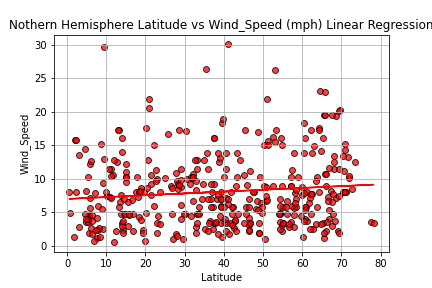 Nothern Hemisphere Latitude vs Wind_Speed (mph) Linear Regression
30
25
20
15
10
5
0
Wind_Speed
0 10 20 30 40 50 60 70 80
Latitude